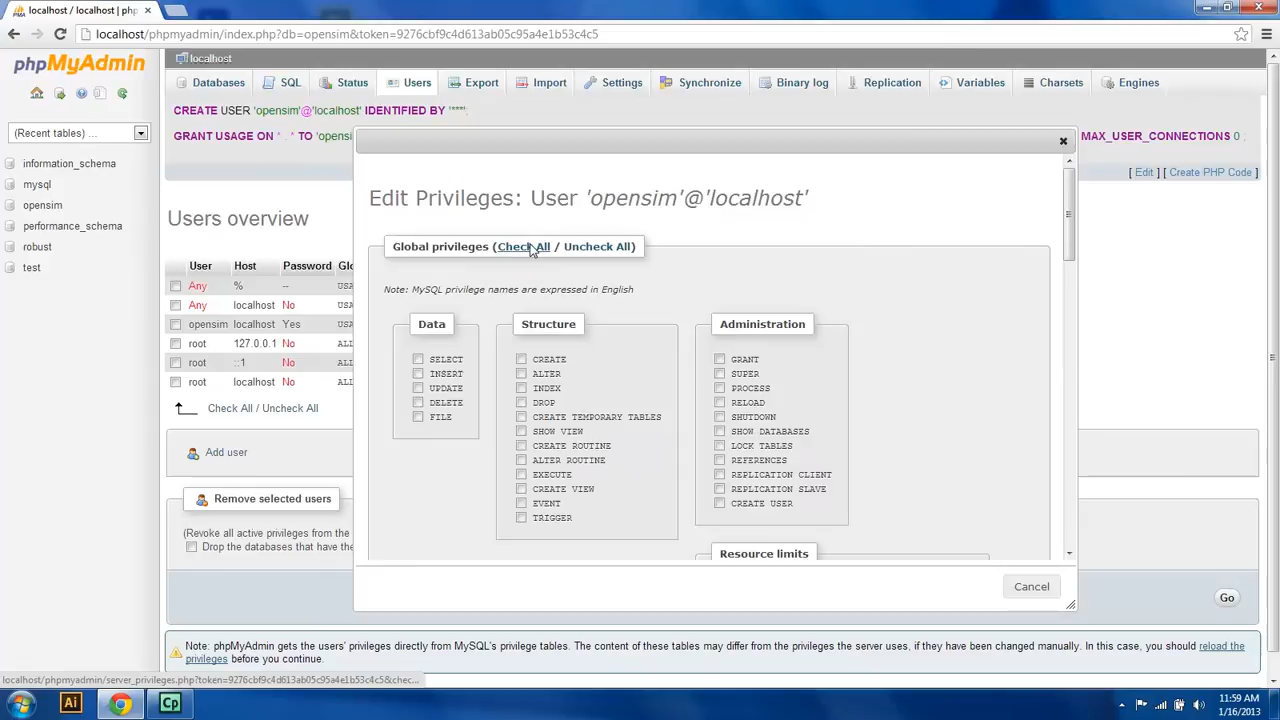 localhost / localhost | php
localhost/phpmyadmin/index.php?db=opensim&token=9276cbf9c4d613ab05c95a4e1b53c4c5
phpMyAdmin
(Recent tables) ...
information_schema
mysql
opensim
performance_schema
robust
test
localhost
Databases SQL Status Users Export Import Settings Synchronize Binary log Replication Variables Charsets Engines
CREATE USER 'opensim'@'localhost' IDENTIFIED BY '***';
GRANT USAGE ON * . * TO 'opensim MAX_USER_CONNECTIONS 0 ;
[ Edit ] [ Create PHP Code ]
Users overview
User Host Password Glo
Any % -- USA
Any localhost No USA
opensim localhost Yes USA
root 127.0.0.1 No ALL
root ::1 No ALL
root localhost No ALL
Check All / Uncheck All
Add user
Remove selected users
(Revoke all active privileges from the
Drop the databases that have the
Go
Edit Privileges: User 'opensim'@'localhost'
Global privileges (Check All / Uncheck All)
Note: MySQL privilege names are expressed in English
Data
SELECT
INSERT
UPDATE
DELETE
FILE
Structure
CREATE
ALTER
INDEX
DROP
CREATE TEMPORARY TABLES
SHOW VIEW
CREATE ROUTINE
ALTER ROUTINE
EXECUTE
CREATE VIEW
EVENT
TRIGGER
Administration
GRANT
SUPER
PROCESS
RELOAD
SHUTDOWN
SHOW DATABASES
LOCK TABLES
REFERENCES
REPLICATION CLIENT
REPLICATION SLAVE
CREATE USER
Resource limits
Cancel
Note: phpMyAdmin gets the users' privileges directly from MySQL's privilege tables. The content of these tables may differ from the privileges the server uses, if they have been changed manually. In this case, you should reload the
privileges before you continue.
localhost/phpmyadmin/server_privileges.php?token=9276cbf9c4d613ab05c95a4e1b53c4c5&chec...
Ai
Cp
11:59 AM
1/16/2013